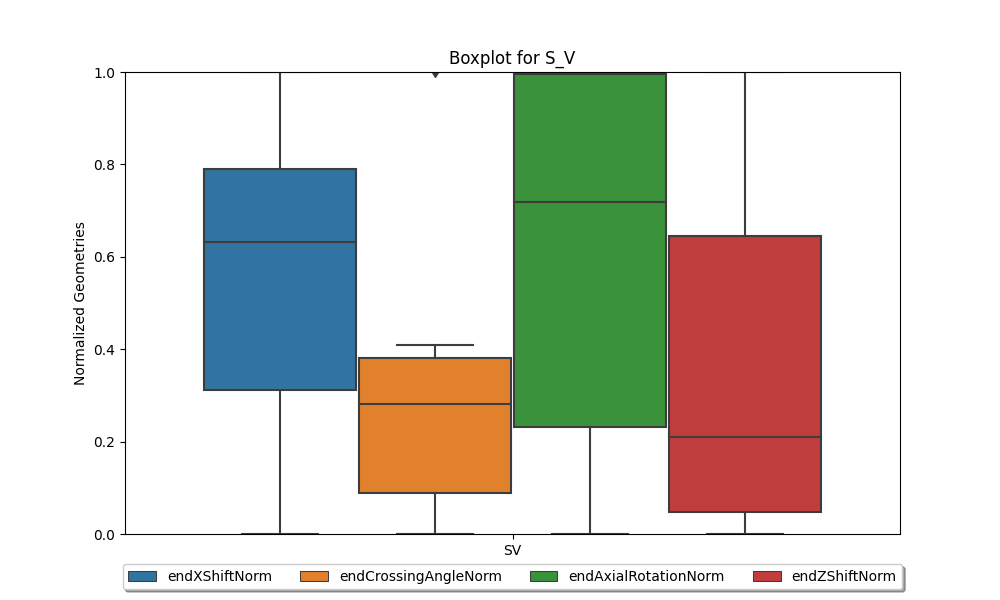 Boxplot for S_V
Normalized Geometries
1.0
0.8
0.6
0.4
0.2
0.0
SV
endXShiftNorm endCrossingAngleNorm endAxialRotationNorm endZShiftNorm